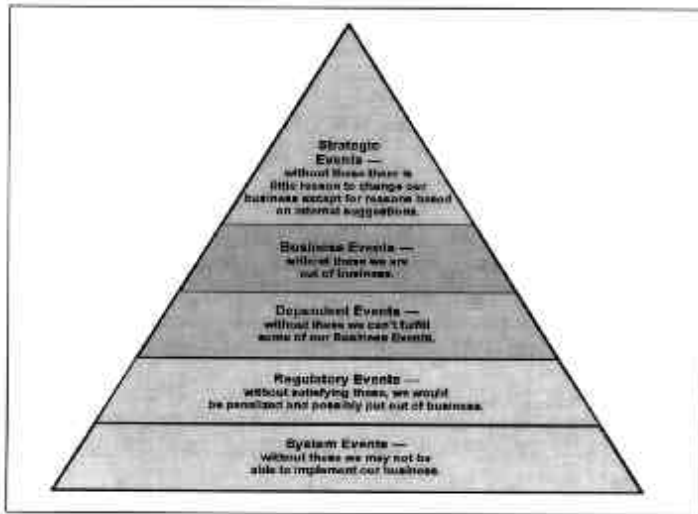 Strategic
Events —
without these there is
little reason to change our
business except for reasons based
on internal suggestions.
Business Events —
without these we are
out of business.
Dependent Events —
without these we can't fulfill
some of our Business Events.
Regulatory Events —
without satisfying these, we would
be penalized and possibly put out of business.
System Events —
without these we may not be
able to implement our business